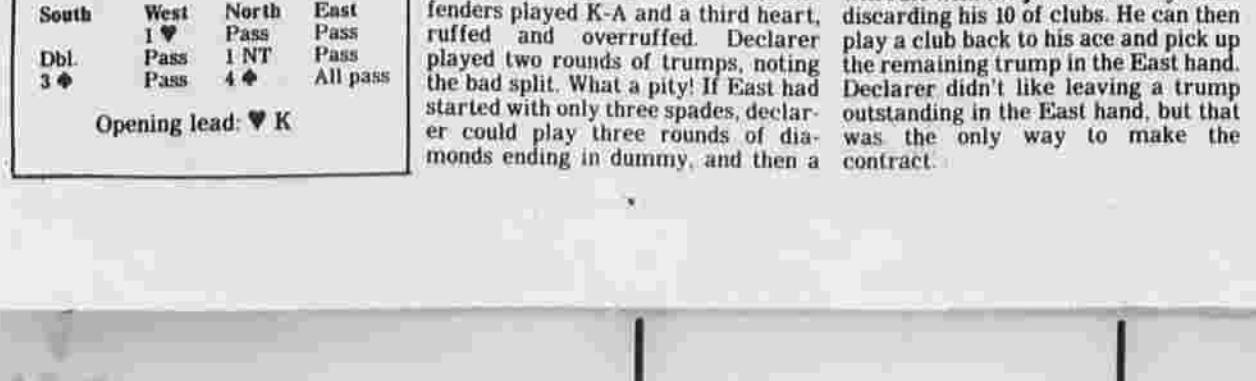 South West North East
1 ♥ Pass Pass
Dbl. Pass 1 NT Pass
3 ♠ Pass 4 ♠ All pass
Opening lead: ♥ K
fenders played K-A and a third heart,
ruffed and overruffed. Declarer
played two rounds of trumps, noting
the bad split. What a pity! If East had
started with only three spades, declar-
er could play three rounds of dia-
monds ending in dummy, and then a
discarding his 10 of clubs. He can then
play a club back to his ace and pick up
the remaining trump in the East hand.
Declarer didn't like leaving a trump
outstanding in the East hand, but that
was the only way to make the
contract.